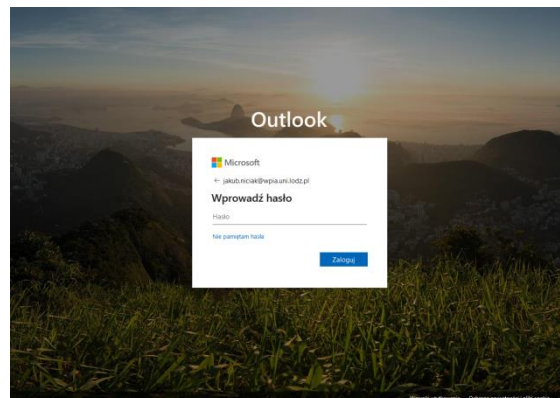 Outlook
Microsoft
← jakub.niciak@wpia.uni.lodz.pl
Wprowadź hasło
Hasło
Nie pamiętam hasła
Zaloguj